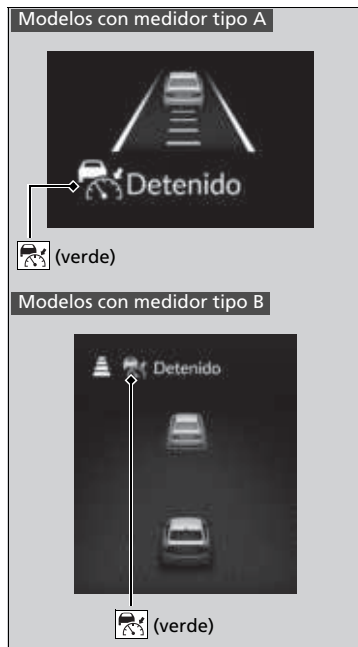 Modelos con medidor tipo A
Detenido
(verde)
Modelos con medidor tipo B
Detenido
(verde)